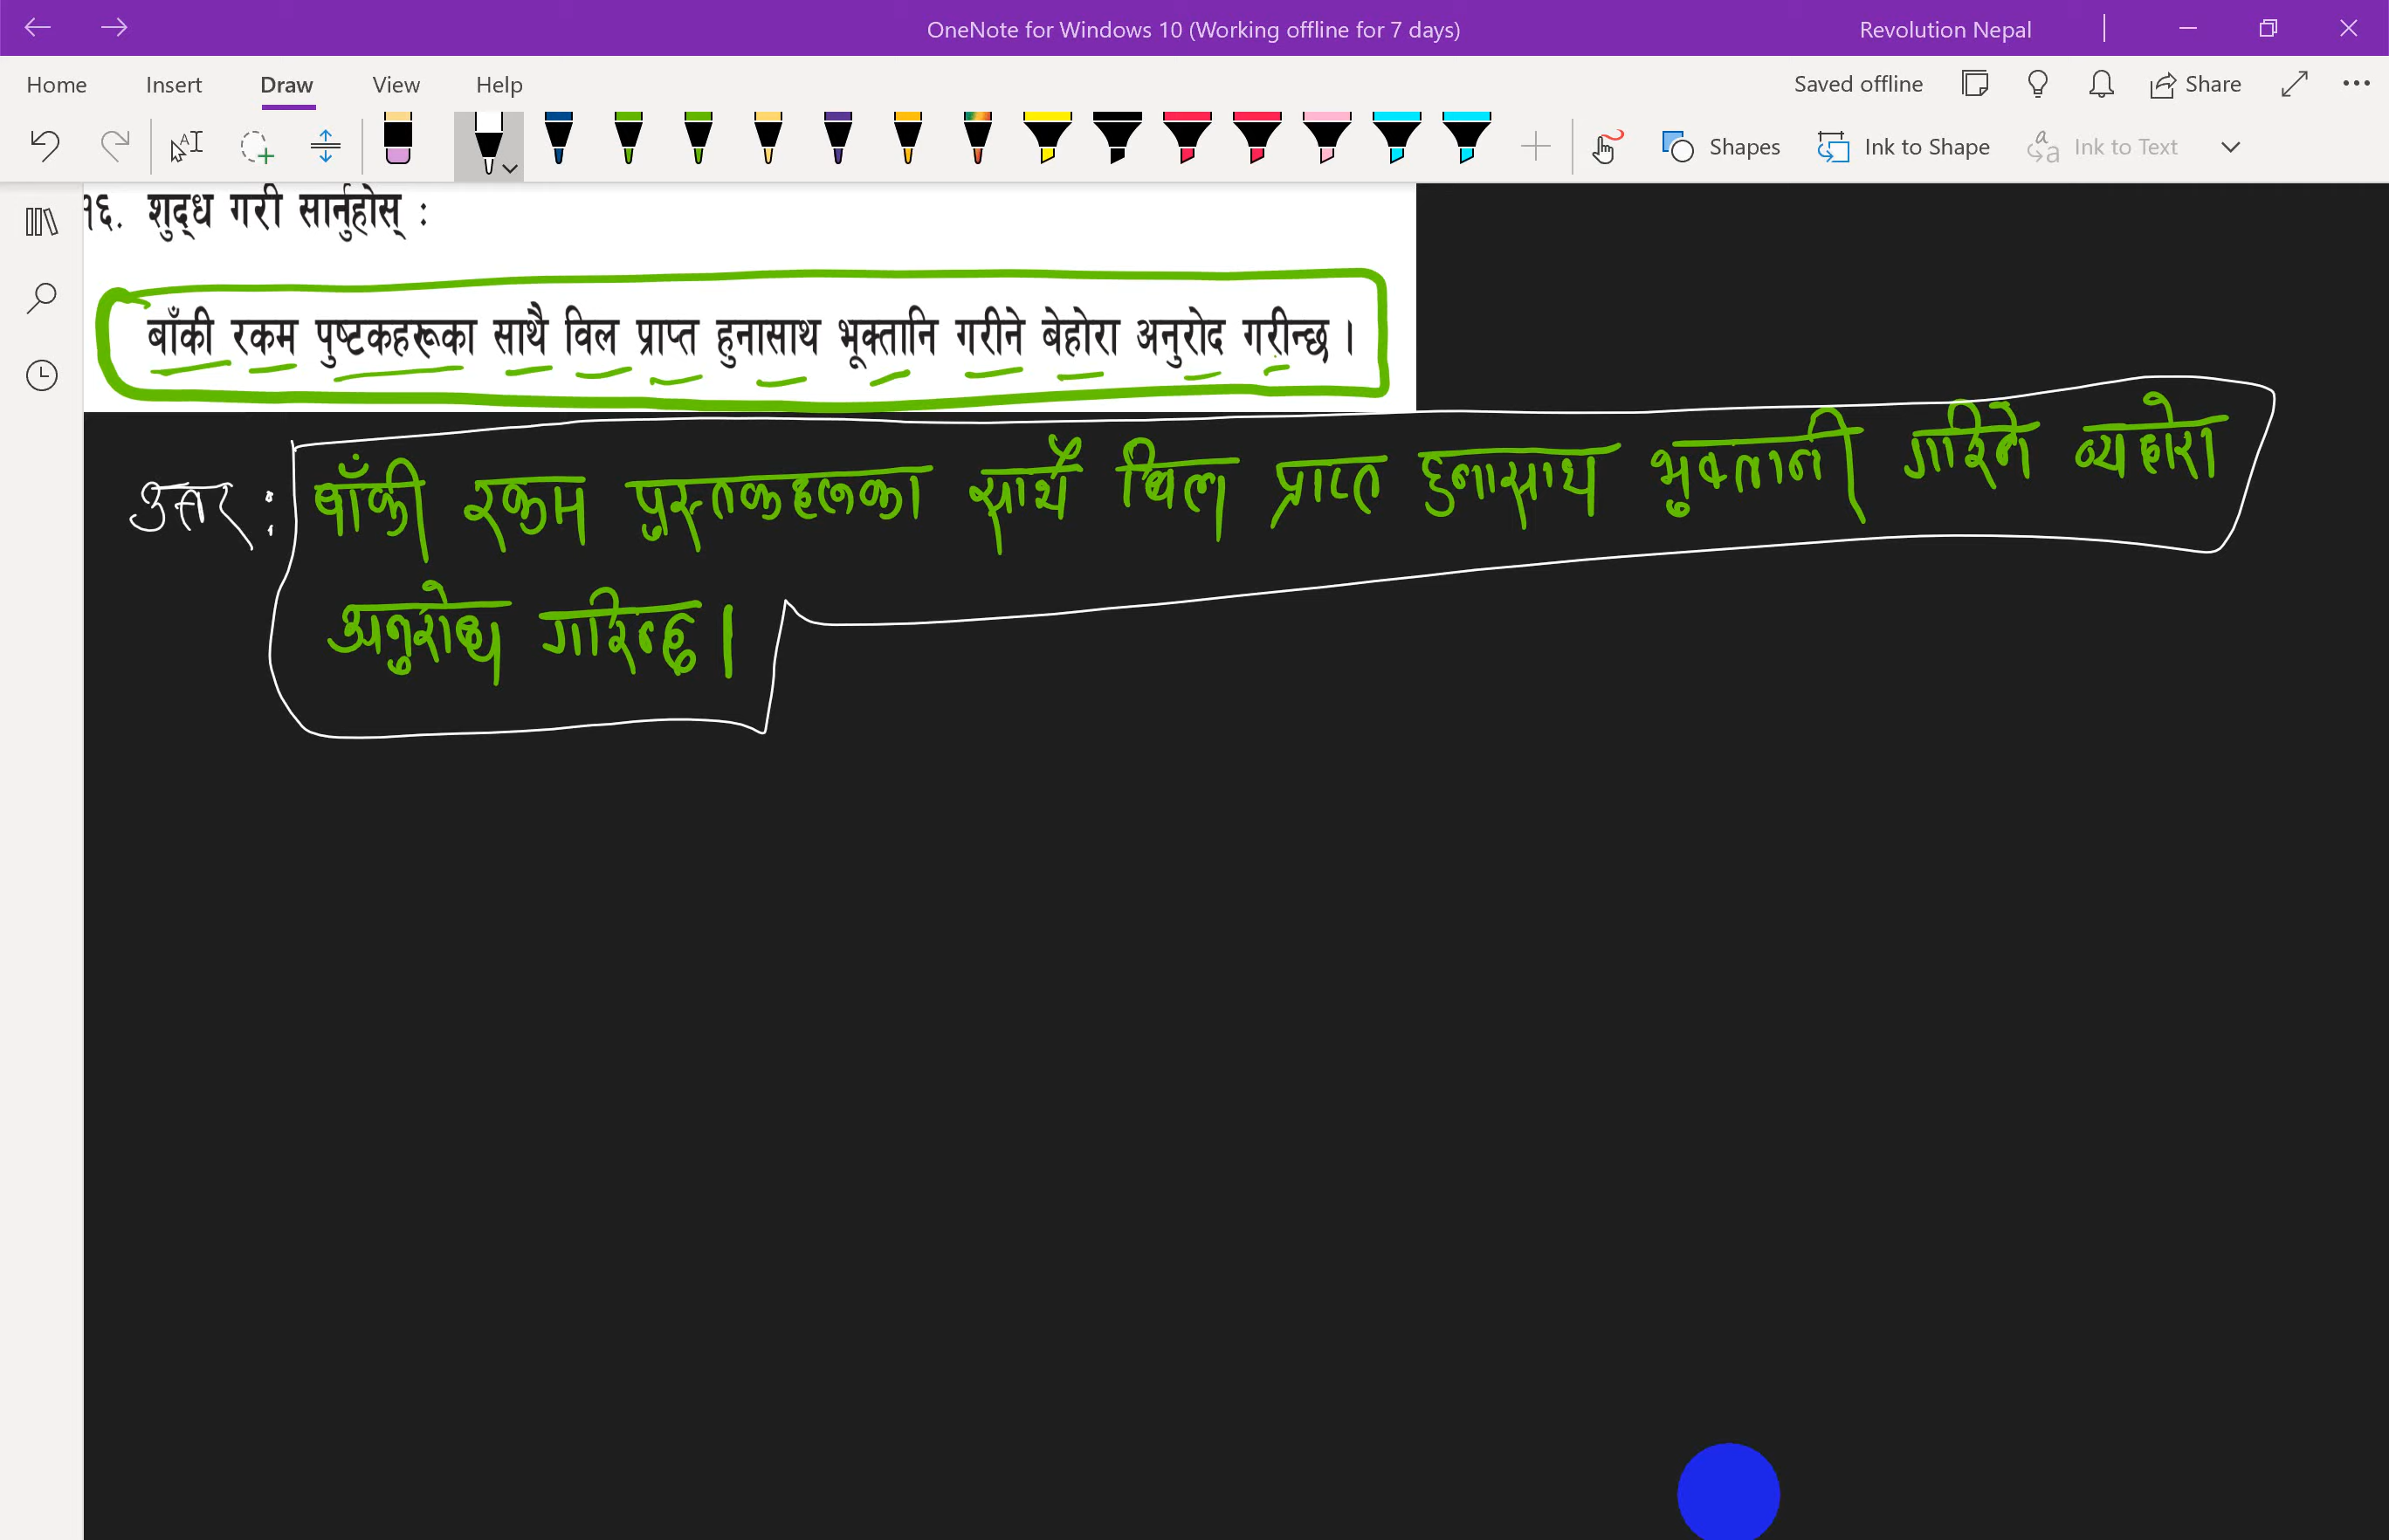 OneNote for Windows 10 (Working offline for 7 days)
Revolution Nepal
Home Insert Draw View Help
Saved offline Share
Shapes Ink to Shape Ink to Text
१६. शुद्ध गरी सार्नुहोस् :
बाँकी रकम पुष्टकहरूका साथै विल प्राप्त हुनासाथ भूक्तानि गरीने बेहोरा अनुरोद गरीन्छ ।
उत्तर : बाँकी रकम पुस्तकहरूका साथै बिल प्राप्त हुनासाथ भुक्तानी गरिने व्यहोरा
अनुरोध गरिन्छ।